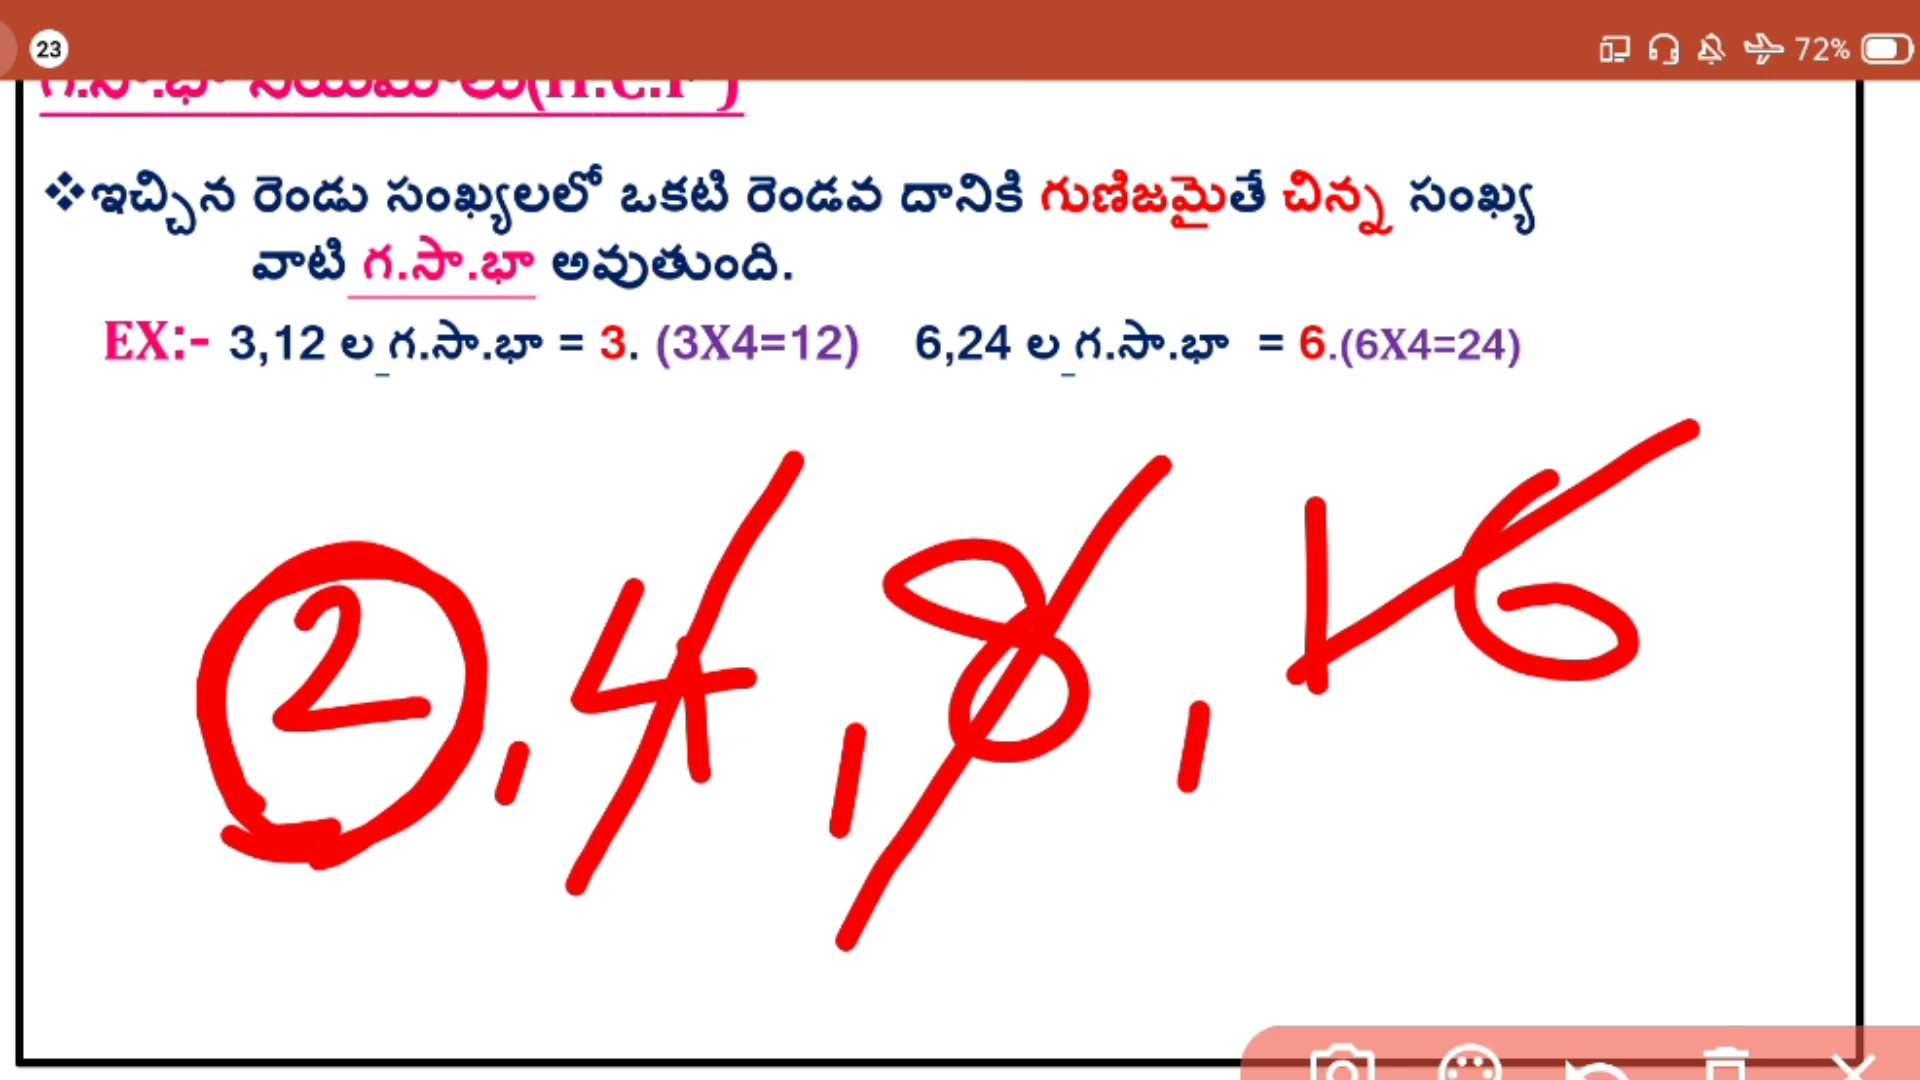 23 72%
గ.సా.భా నియమాలు(H.C.F )
❖ఇచ్చిన రెండు సంఖ్యలలో ఒకటి రెండవ దానికి గుణిజమైతే చిన్న సంఖ్య
వాటి గ.సా.భా అవుతుంది.
EX:- 3,12 ల గ.సా.భా = 3. (3X4=12) 6,24 ల గ.సా.భా = 6.(6X4=24)
2, 4, 8, 16